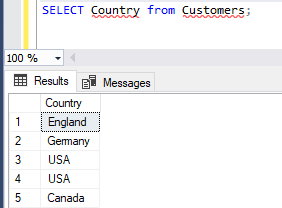 SELECT Country from Customers;
100 %
Results Messages
Country
1 England
2 Germany
3 USA
4 USA
5 Canada